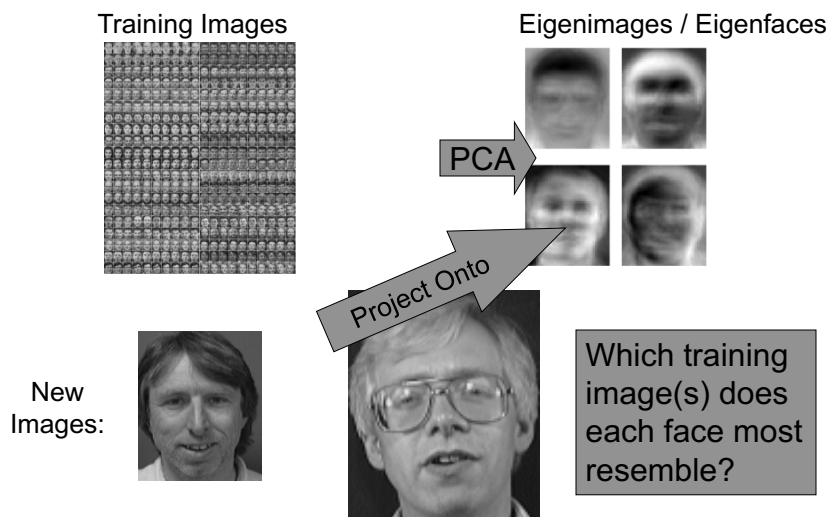 Training Images
Eigenimages / Eigenfaces
PCA
Project Onto
New
Images:
Which training
image(s) does
each face most
resemble?